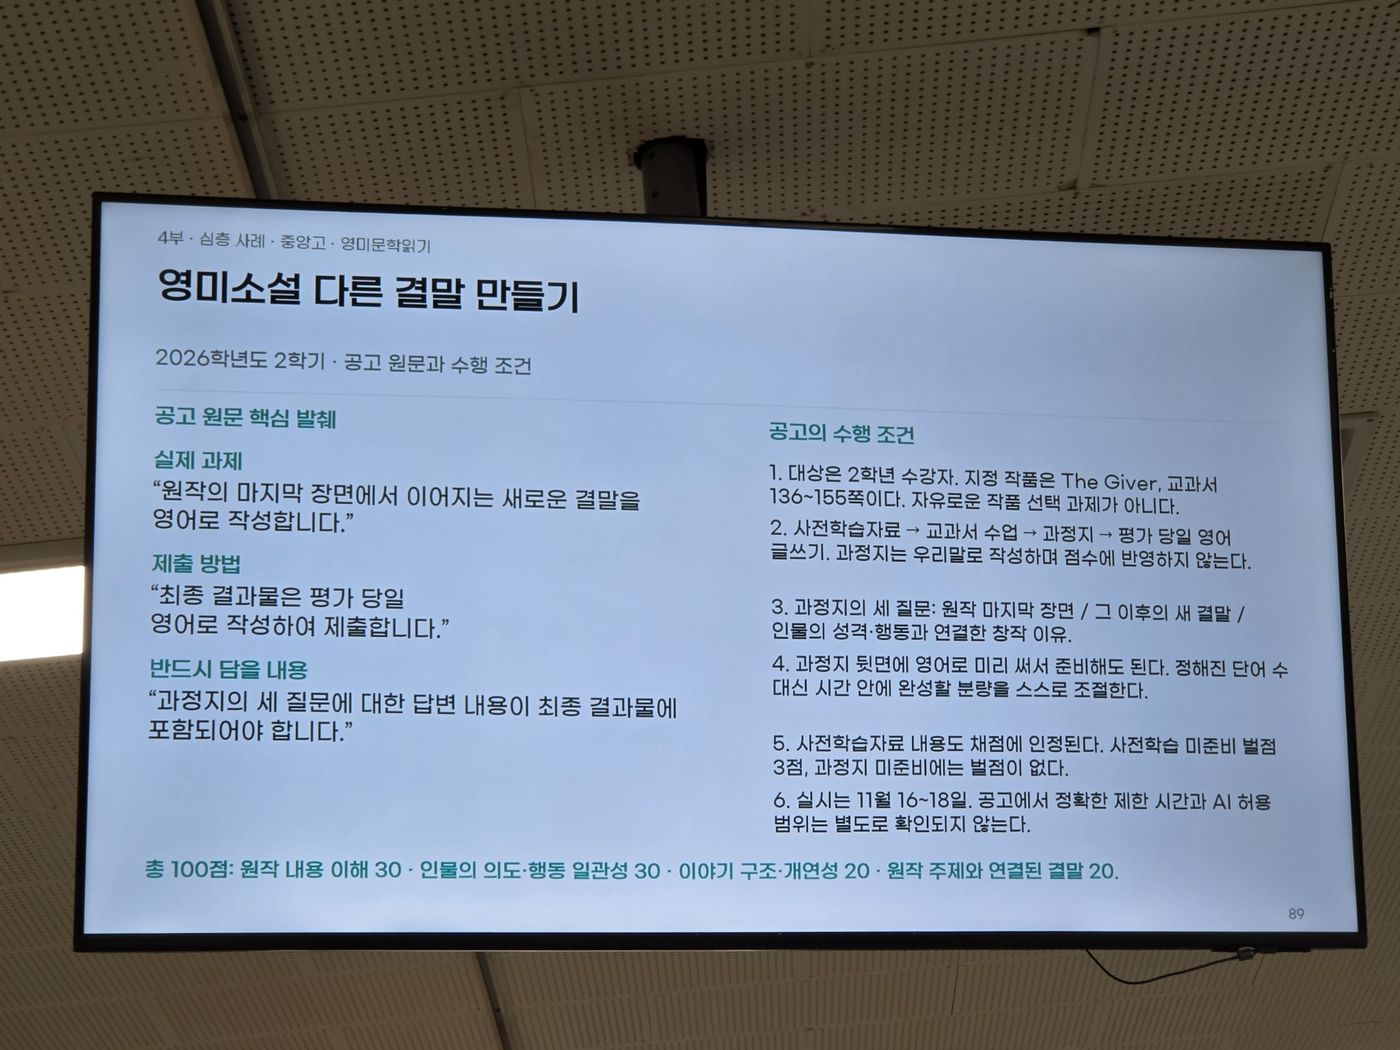 4부 · 심층 사례 · 중앙고 · 영미문학읽기
영미소설 다른 결말 만들기
2026학년도 2학기 · 공고 원문과 수행 조건
공고 원문 핵심 발췌
실제 과제
“원작의 마지막 장면에서 이어지는 새로운 결말을
영어로 작성합니다.”
제출 방법
“최종 결과물은 평가 당일
영어로 작성하여 제출합니다.”
반드시 담을 내용
“과정지의 세 질문에 대한 답변 내용이 최종 결과물에
포함되어야 합니다.”
공고의 수행 조건
1. 대상은 2학년 수강자. 지정 작품은 The Giver, 교과서
136~155쪽이다. 자유로운 작품 선택 과제가 아니다.
2. 사전학습자료 → 교과서 수업 → 과정지 → 평가 당일 영어
글쓰기. 과정지는 우리말로 작성하며 점수에 반영하지 않는다.
3. 과정지의 세 질문: 원작 마지막 장면 / 그 이후의 새 결말 /
인물의 성격·행동과 연결한 창작 이유.
4. 과정지 뒷면에 영어로 미리 써서 준비해도 된다. 정해진 단어 수
대신 시간 안에 완성할 분량을 스스로 조절한다.
5. 사전학습자료 내용도 채점에 인정된다. 사전학습 미준비 벌점
3점, 과정지 미준비에는 벌점이 없다.
6. 실시는 11월 16~18일. 공고에서 정확한 제한 시간과 AI 허용
범위는 별도로 확인되지 않는다.
총 100점: 원작 내용 이해 30 · 인물의 의도·행동 일관성 30 · 이야기 구조·개연성 20 · 원작 주제와 연결된 결말 20.
89